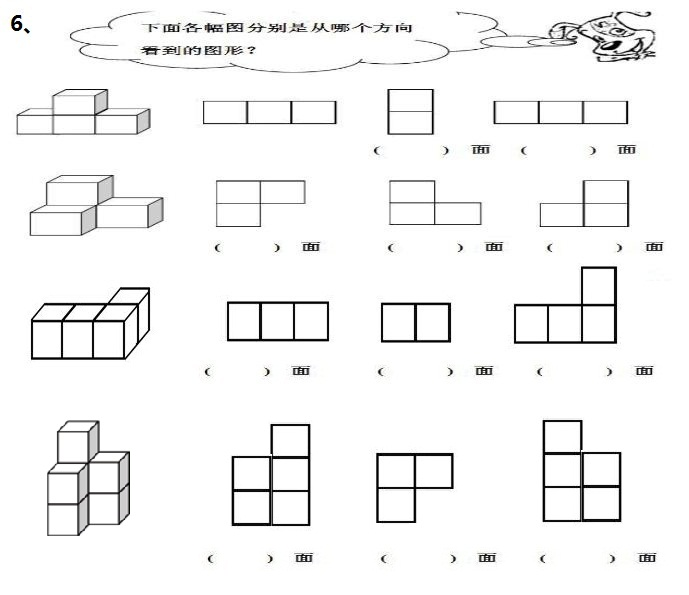 6、
下面各幅图分别是从哪个方向
看到的图形？
（ ）面 （ ）面
（ ）面 （ ）面 （ ）面
（ ）面 （ ）面 （ ）面
（ ）面 （ ）面 （ ）面